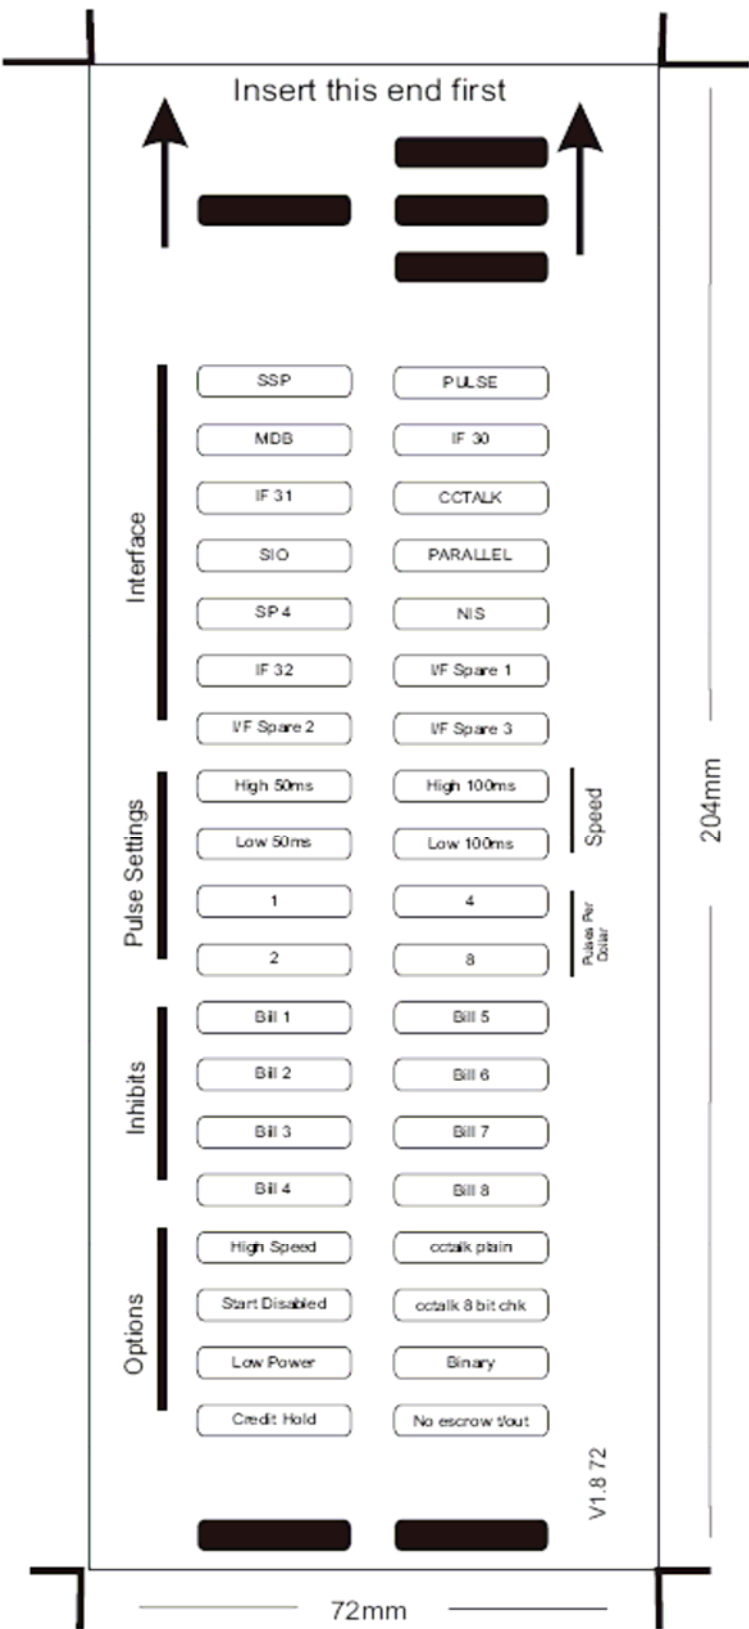 Insert this end first
SSP PULSE
MDB IF 30
IF 31 CCTALK
SIO PARALLEL
SP 4 NIS
IF 32 I/F Spare 1
I/F Spare 2 I/F Spare 3
Interface
High 50ms High 100ms
Low 50ms Low 100ms
Speed
1 4
2 8
Pulses Per
Dollar
Pulse Settings
Bill 1 Bill 5
Bill 2 Bill 6
Bill 3 Bill 7
Bill 4 Bill 8
Inhibits
High Speed cctalk plain
Start Disabled cctalk 8 bit chk
Low Power Binary
Credit Hold No escrow t/out
Options
V1.8 72
204mm
72mm